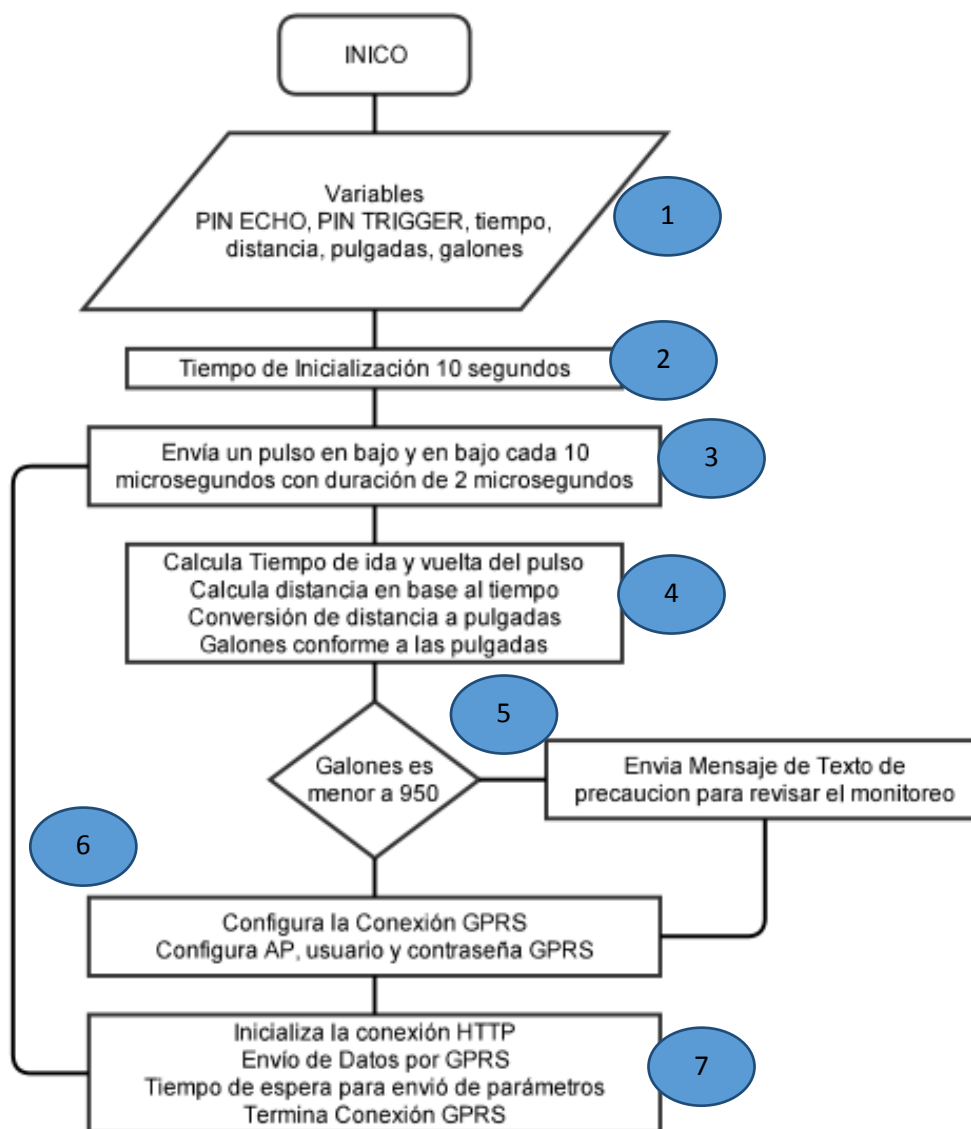 INICO
Variables
PIN ECHO, PIN TRIGGER, tiempo,
distancia, pulgadas, galones
1
Tiempo de Inicialización 10 segundos
2
Envía un pulso en bajo y en bajo cada 10
microsegundos con duración de 2 microsegundos
3
Calcula Tiempo de ida y vuelta del pulso
Calcula distancia en base al tiempo
Conversión de distancia a pulgadas
Galones conforme a las pulgadas
4
5
Galones es
menor a 950
Envia Mensaje de Texto de
precaucion para revisar el monitoreo
6
Configura la Conexión GPRS
Configura AP, usuario y contraseña GPRS
Inicializa la conexión HTTP
Envío de Datos por GPRS
Tiempo de espera para envió de parámetros
Termina Conexión GPRS
7